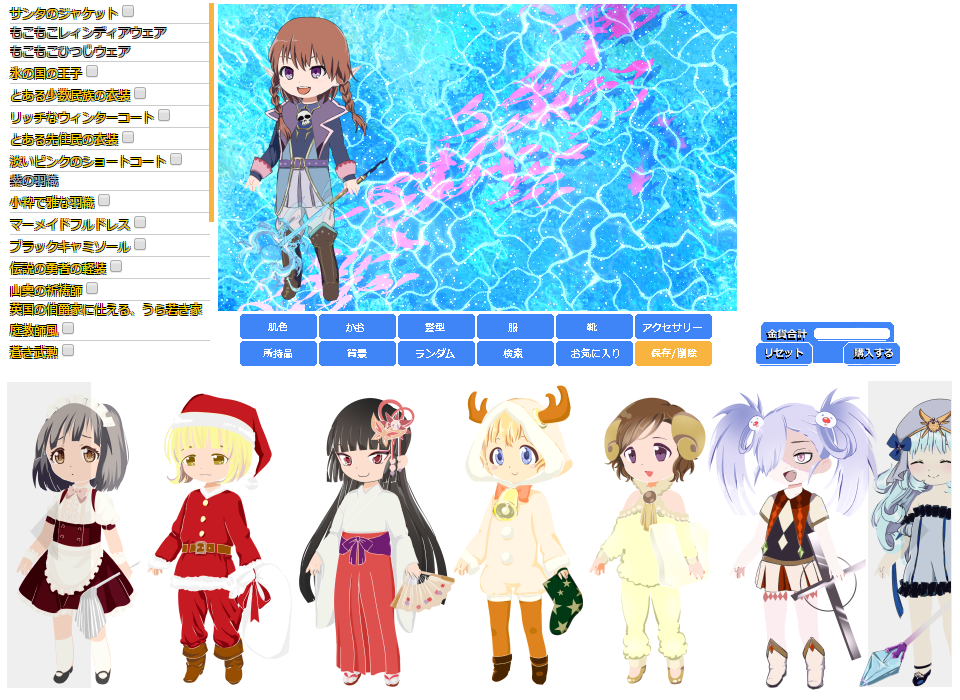 サンタのジャケット
もこもこレィンディアウェア
もこもこひつじウェア
氷の国の王子
とある少数民族の衣装
リッチなウィンターコート
とある先住民の衣装
淡いピンクのショートコート
紫の羽織
小粋で雅な羽織
マーメイドフルドレス
ブラックキャミソール
伝説の勇者の軽装
山奥の祈祷師
英国の伯爵家に仕える、うら若き家
庭教師風
蒼き武勲
肌色 かお 髪型 服 靴 アクセサリー
所持品 背景 ランダム 検索 お気に入り 保存/削除
金貨合計
リセット 購入する